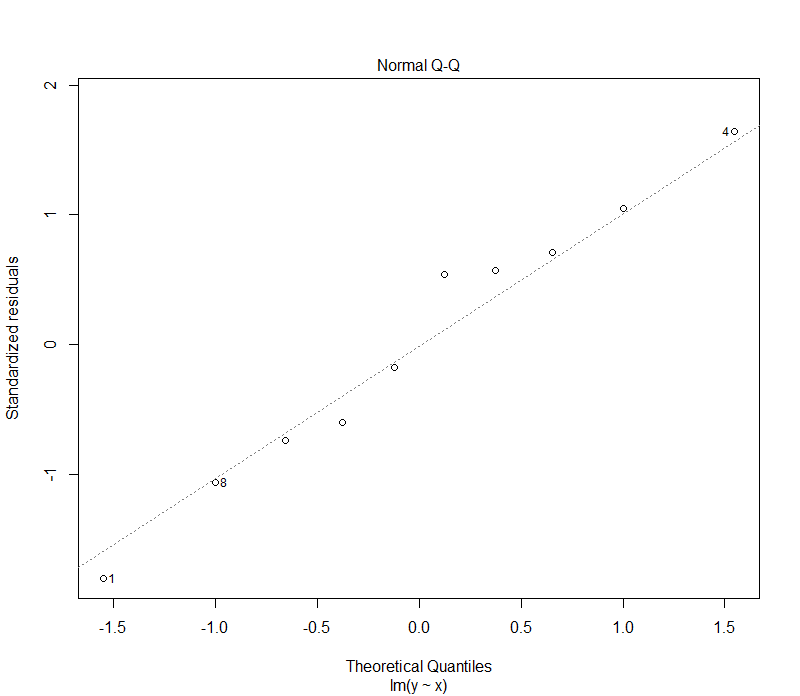 Normal Q-Q
2
1
0
-1
Standardized residuals
4
8
1
-1.5 -1.0 -0.5 0.0 0.5 1.0 1.5
Theoretical Quantiles
lm(y ~ x)